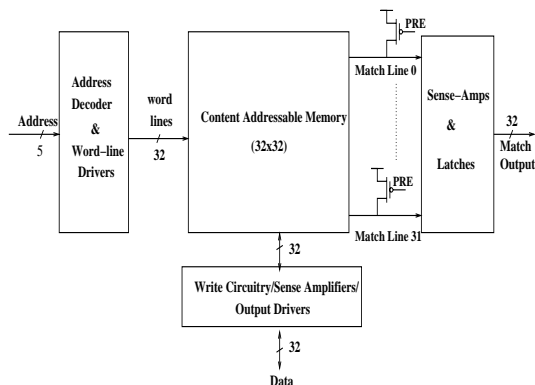 PRE
Match Line 0
Address
Decoder
&
Word-line
Drivers
Address
5
word
lines
32
Content Addressable Memory
(32x32)
Sense-Amps
&
Latches
32
Match
Output
PRE
Match Line 31
32
Write Circuitry/Sense Amplifiers/
Output Drivers
32
Data